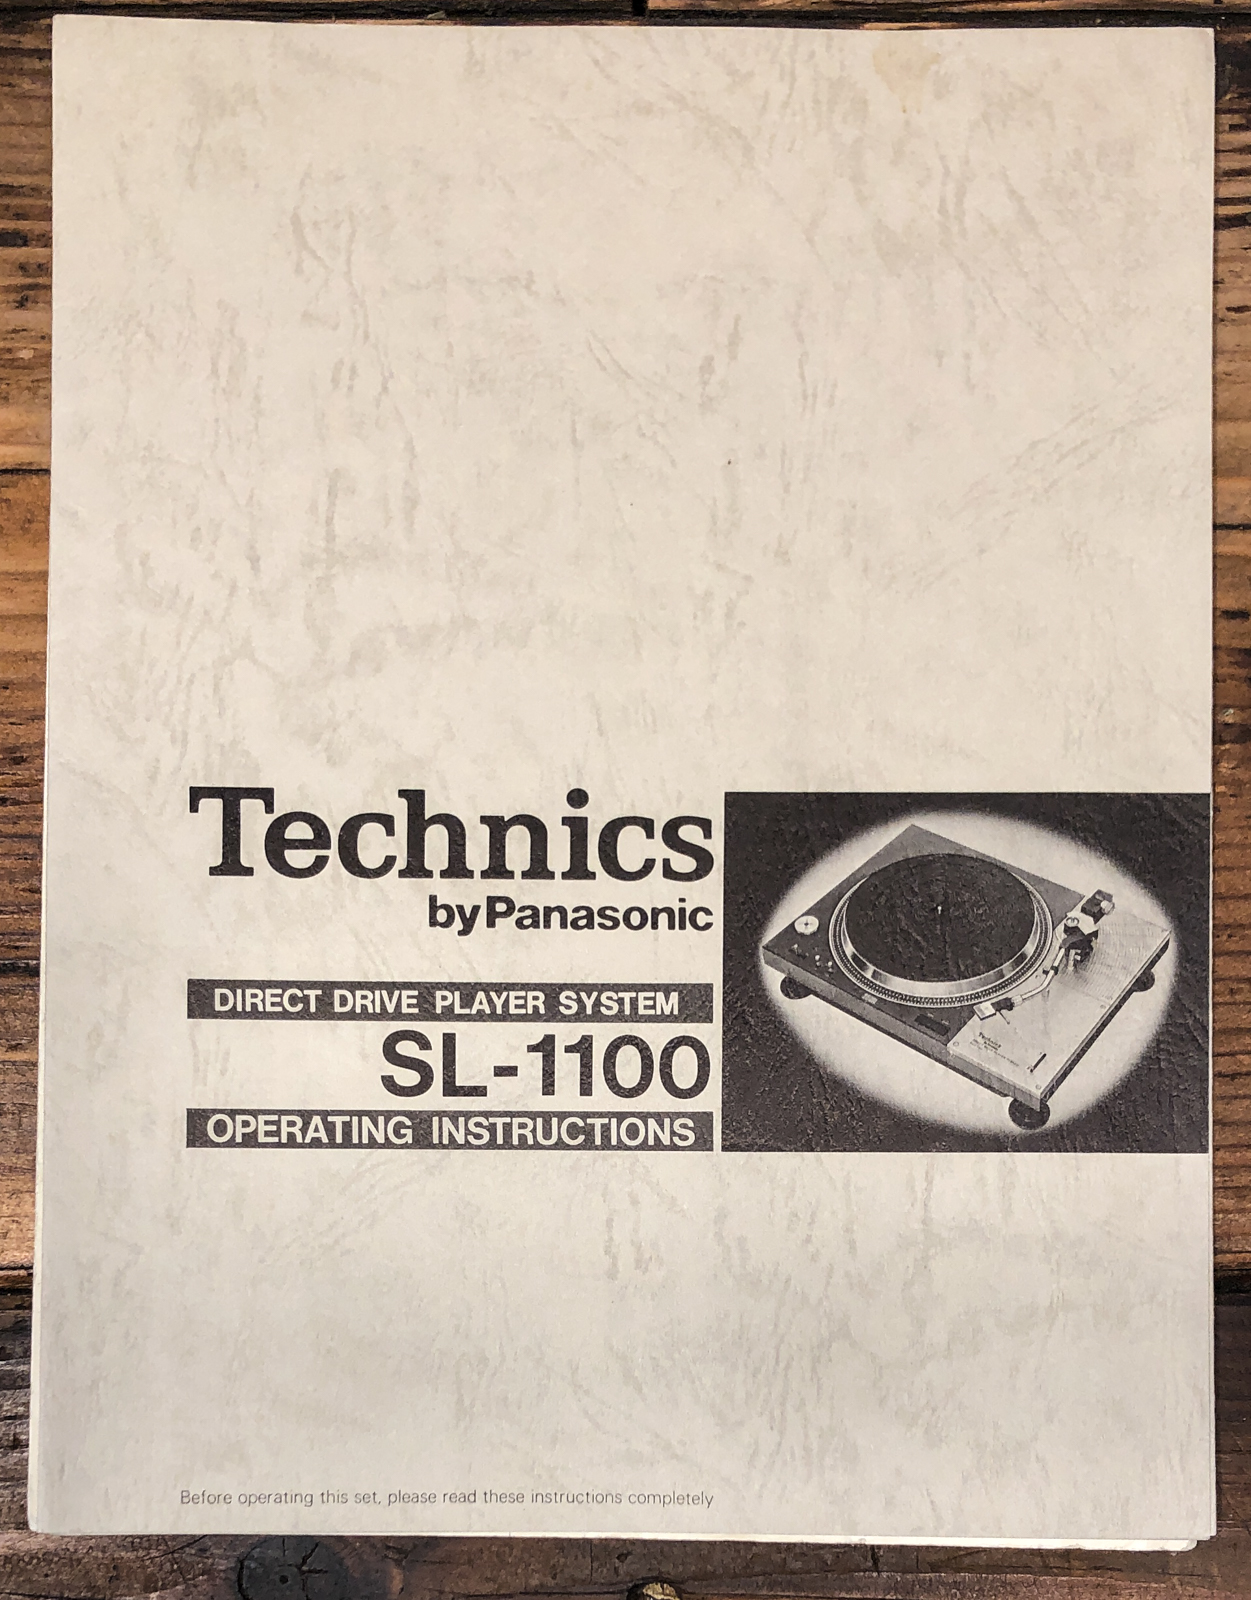 Technics
by Panasonic
DIRECT DRIVE PLAYER SYSTEM
SL-1100
OPERATING INSTRUCTIONS
Technics
Before operating this set, please read these instructions completely